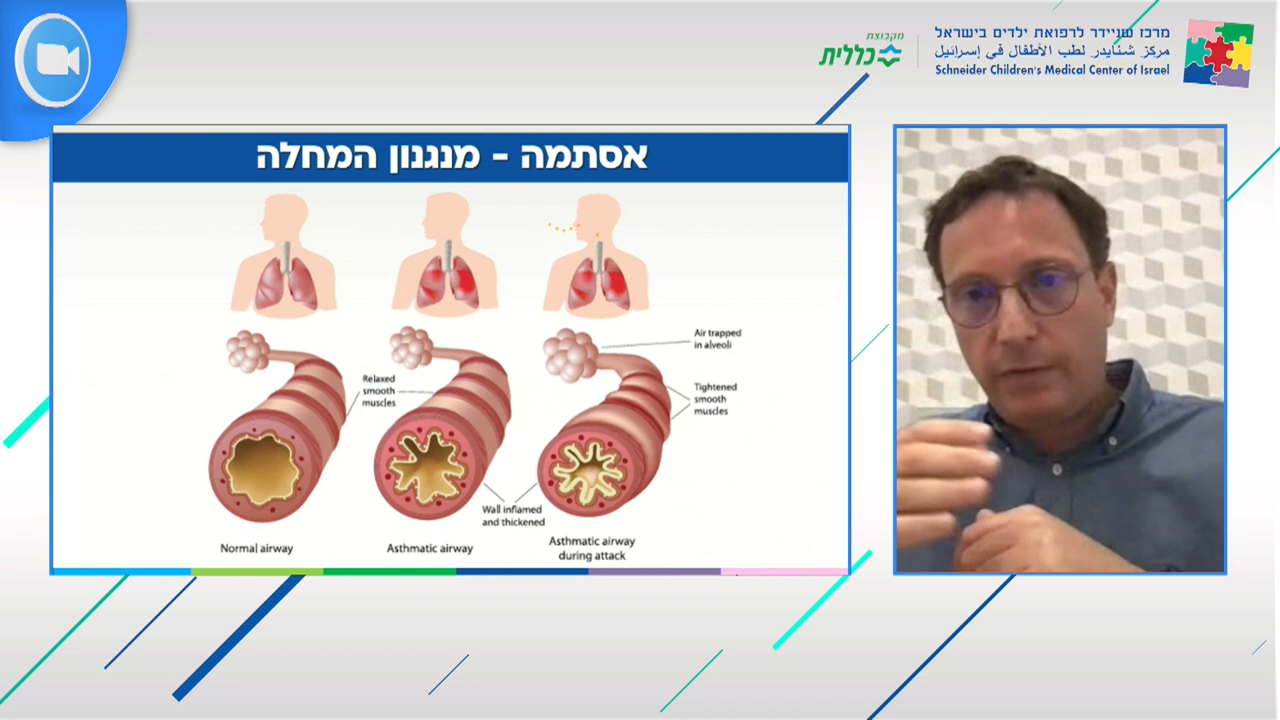 מקבוצת
כללית
מרכז שניידר לרפואת ילדים בישראל
مركز شنايدر لطب الأطفال في إسرائيل
Schneider Children's Medical Center of Israel
אסתמה - מנגנון המחלה
Air trapped
in alveoli
Relaxed
smooth
muscles
Tightened
smooth
muscles
Wall inflamed
and thickened
Normal airway
Asthmatic airway
Asthmatic airway
during attack